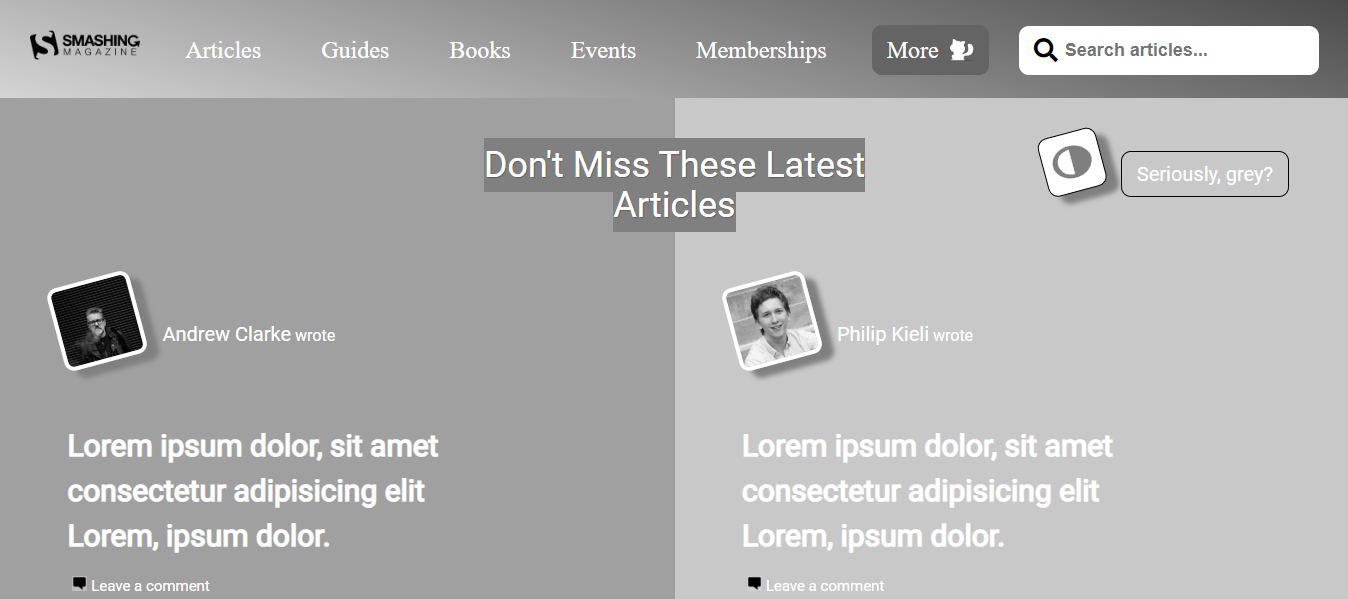 SMASHING
MAGAZINE
Articles
Guides
Books
Events
Memberships
More
Search articles...
Don't Miss These Latest
Articles
Seriously, grey?
Andrew Clarke wrote
Philip Kieli wrote
Lorem ipsum dolor, sit amet
consectetur adipisicing elit
Lorem, ipsum dolor.
Leave a comment
Lorem ipsum dolor, sit amet
consectetur adipisicing elit
Lorem, ipsum dolor.
Leave a comment